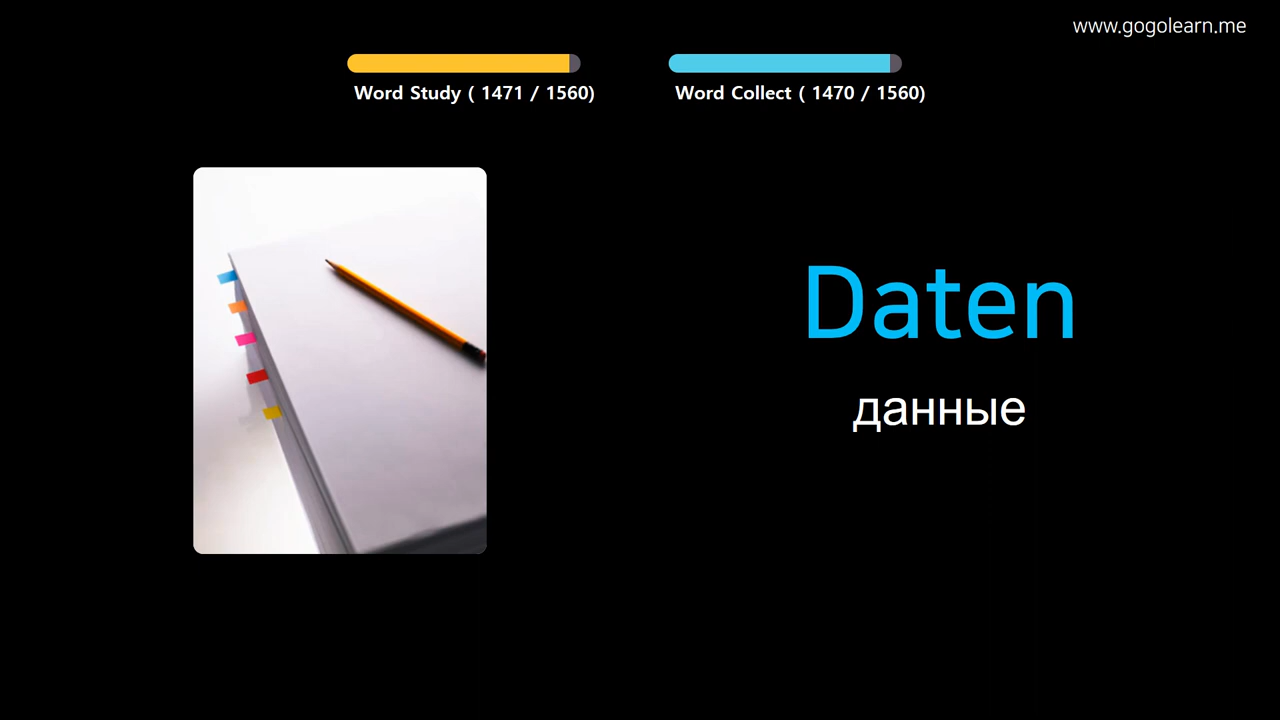 www.gogolearn.me
Word Study ( 1471 / 1560)
Word Collect ( 1470 / 1560)
Daten
данные